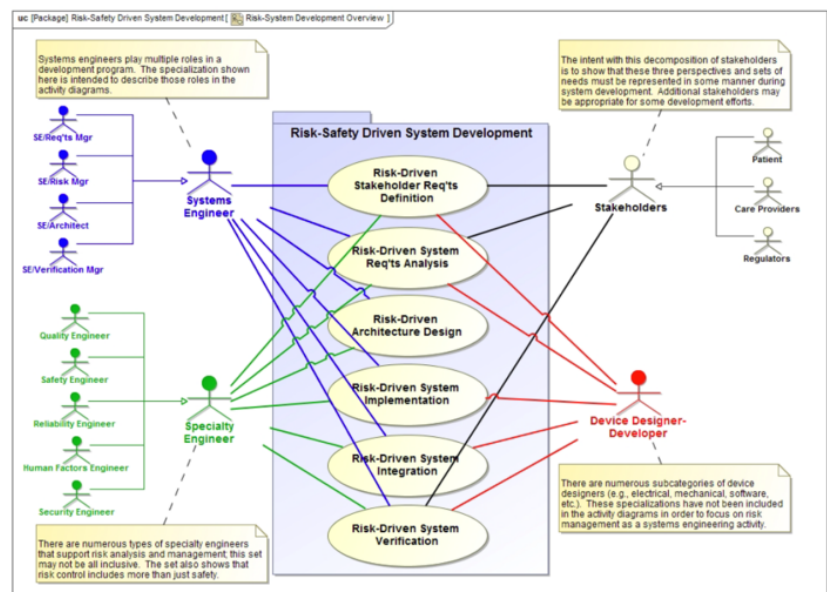 uc [Package] Risk-Safety Driven System Development [ Risk-System Development Overview ]
Systems engineers play multiple roles in a
development program. The specialization shown
here is intended to describe those roles in the
activity diagrams.
The intent with this decomposition of stakeholders
is to show that these three perspectives and sets of
needs must be represented in some manner during
system development. Additional stakeholders may
be appropriate for some development efforts.
Risk-Safety Driven System Development
SE/Req'ts Mgr
SE/Risk Mgr
SE/Architect
SE/Verification Mgr
Systems
Engineer
Risk-Driven
Stakeholder Req'ts
Definition
Risk-Driven System
Req'ts Analysis
Risk-Driven
Architecture Design
Risk-Driven System
Implementation
Risk-Driven System
Integration
Risk-Driven System
Verification
Stakeholders
Patient
Care Providers
Regulators
Quality Engineer
Safety Engineer
Reliability Engineer
Human Factors Engineer
Security Engineer
Specialty
Engineer
Device Designer-
Developer
There are numerous types of specialty engineers
that support risk analysis and management; this set
may not be all inclusive. The set also shows that
risk control includes more than just safety.
There are numerous subcategories of device
designers (e.g., electrical, mechanical, software,
etc.). These specializations have not been included
in the activity diagrams in order to focus on risk
management as a systems engineering activity.